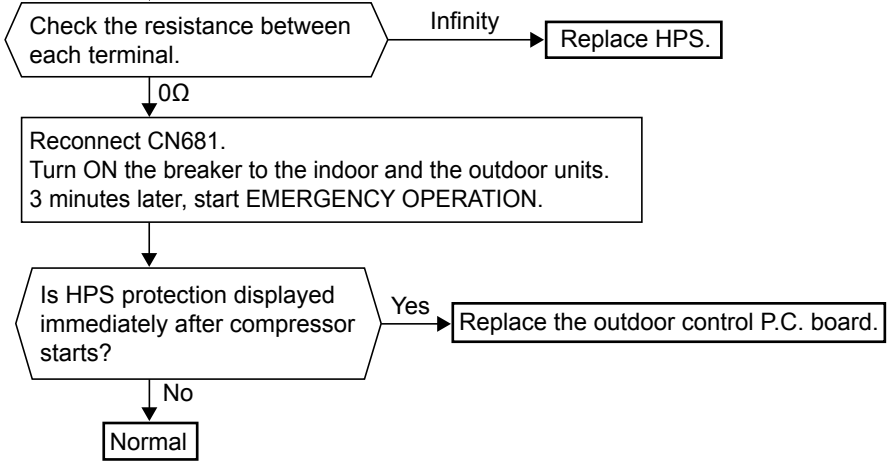 Check the resistance between
each terminal.
Infinity
Replace HPS.
0Ω
Reconnect CN681.
Turn ON the breaker to the indoor and the outdoor units.
3 minutes later, start EMERGENCY OPERATION.
Is HPS protection displayed
immediately after compressor
starts?
Yes
Replace the outdoor control P.C. board.
No
Normal